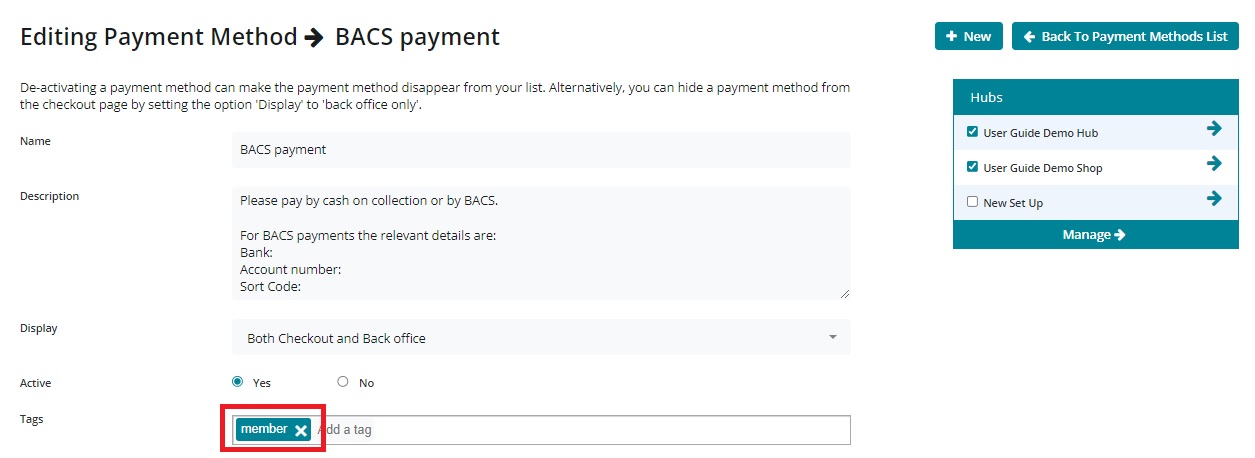 Editing Payment Method → BACS payment
+ New
← Back To Payment Methods List
De-activating a payment method can make the payment method disappear from your list. Alternatively, you can hide a payment method from
the checkout page by setting the option 'Display' to 'back office only'.
Hubs
User Guide Demo Hub
User Guide Demo Shop
New Set Up
Manage →
Name
BACS payment
Description
Please pay by cash on collection or by BACS.
For BACS payments the relevant details are:
Bank:
Account number:
Sort Code:
Display
Both Checkout and Back office
Active
Yes
No
Tags
member ×
Add a tag